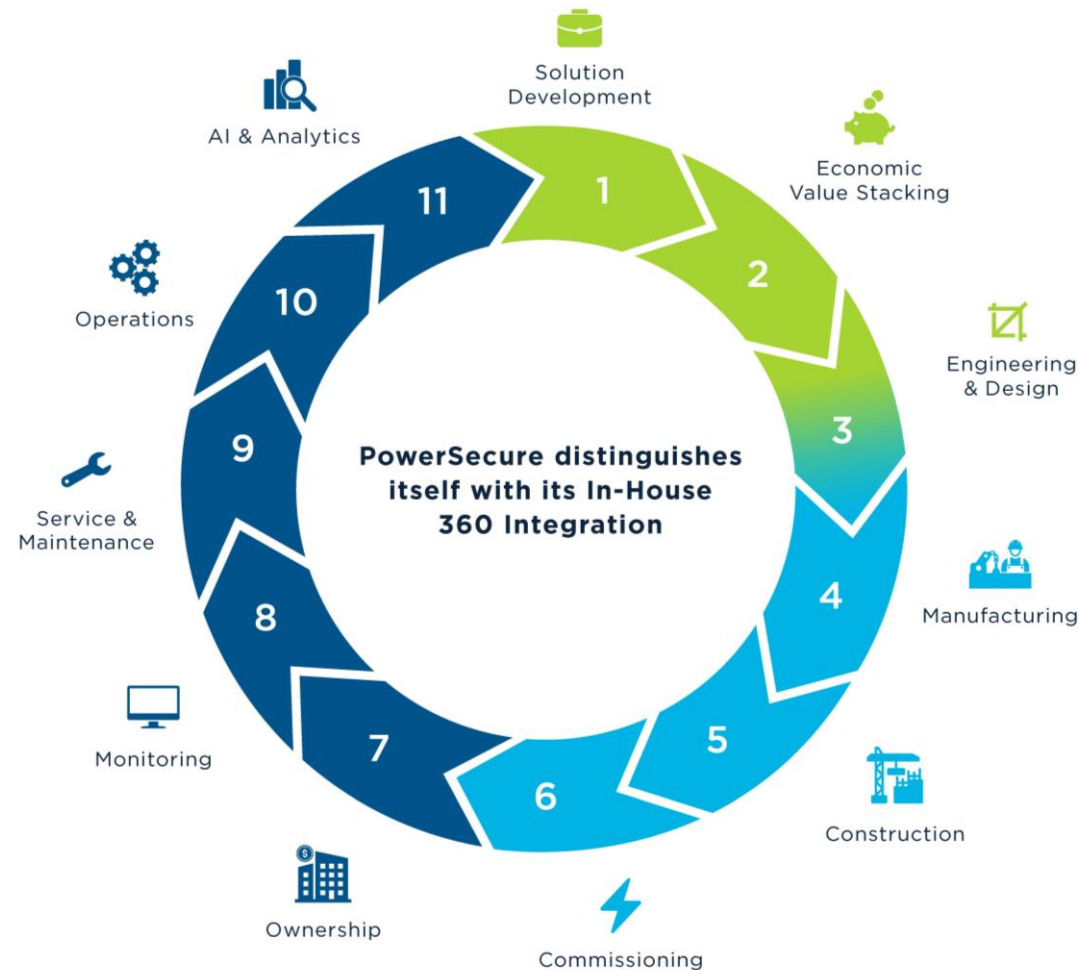 Solution
Development
Economic
Value Stacking
Engineering
& Design
Manufacturing
Construction
Commissioning
Ownership
Monitoring
Service &
Maintenance
Operations
AI & Analytics
1
2
3
4
5
6
7
8
9
10
11
PowerSecure distinguishes
itself with its In-House
360 Integration
$